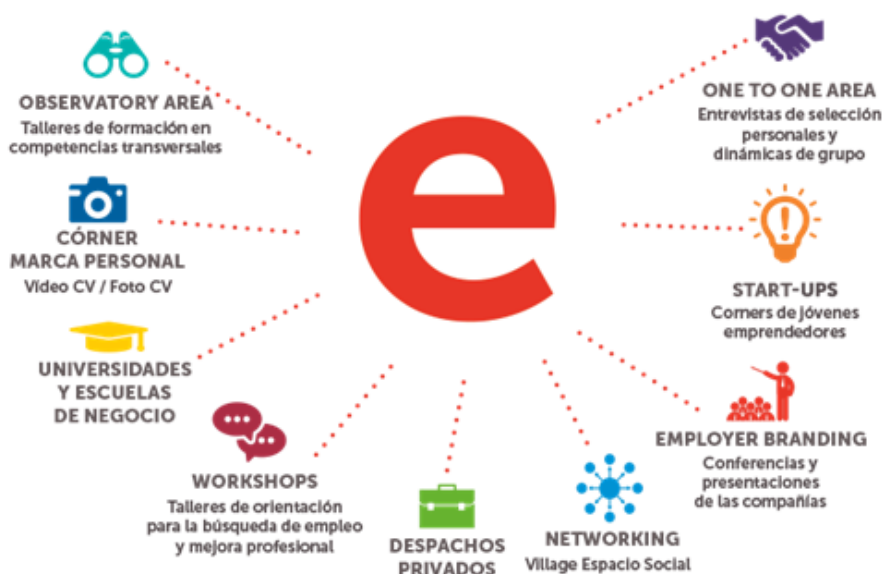 OBSERVATORY AREA
Talleres de formación en
competencias transversales
CÓRNER
MARCA PERSONAL
Vídeo CV / Foto CV
UNIVERSIDADES
Y ESCUELAS
DE NEGOCIO
WORKSHOPS
Talleres de orientación
para la búsqueda de empleo
y mejora profesional
DESPACHOS
PRIVADOS
NETWORKING
Village Espacio Social
EMPLOYER BRANDING
Conferencias y
presentaciones
de las compañías
START-UPS
Corners de jóvenes
emprendedores
ONE TO ONE AREA
Entrevistas de selección
personales y
dinámicas de grupo
e